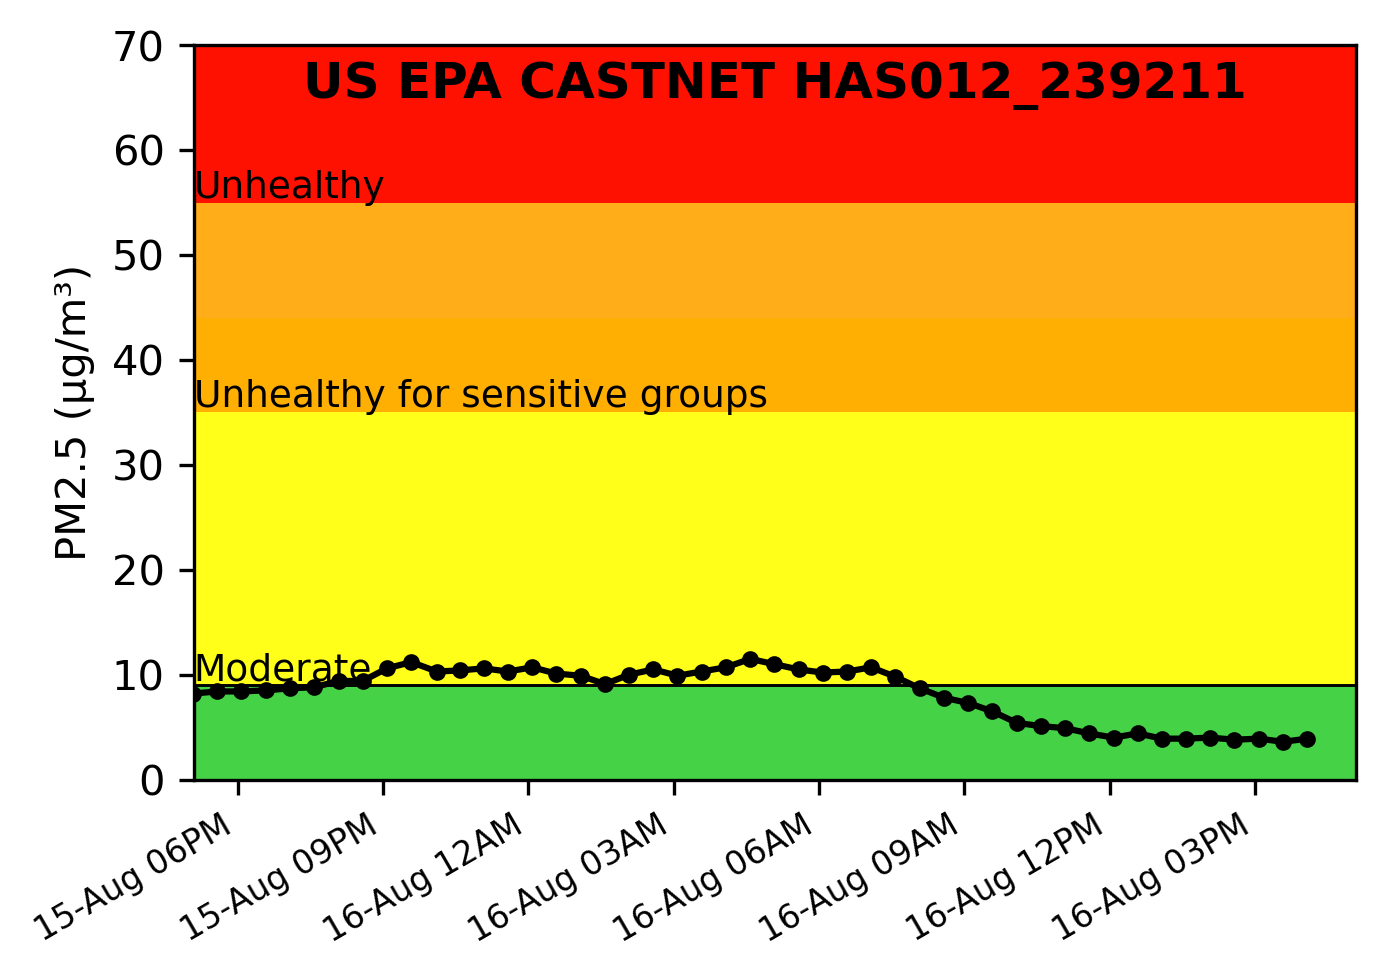 US EPA CASTNET HAS012_239211
70
60
50
40
30
20
10
0
PM2.5 (µg/m³)
Unhealthy
Unhealthy for sensitive groups
Moderate
15-Aug 06PM
15-Aug 09PM
16-Aug 12AM
16-Aug 03AM
16-Aug 06AM
16-Aug 09AM
16-Aug 12PM
16-Aug 03PM